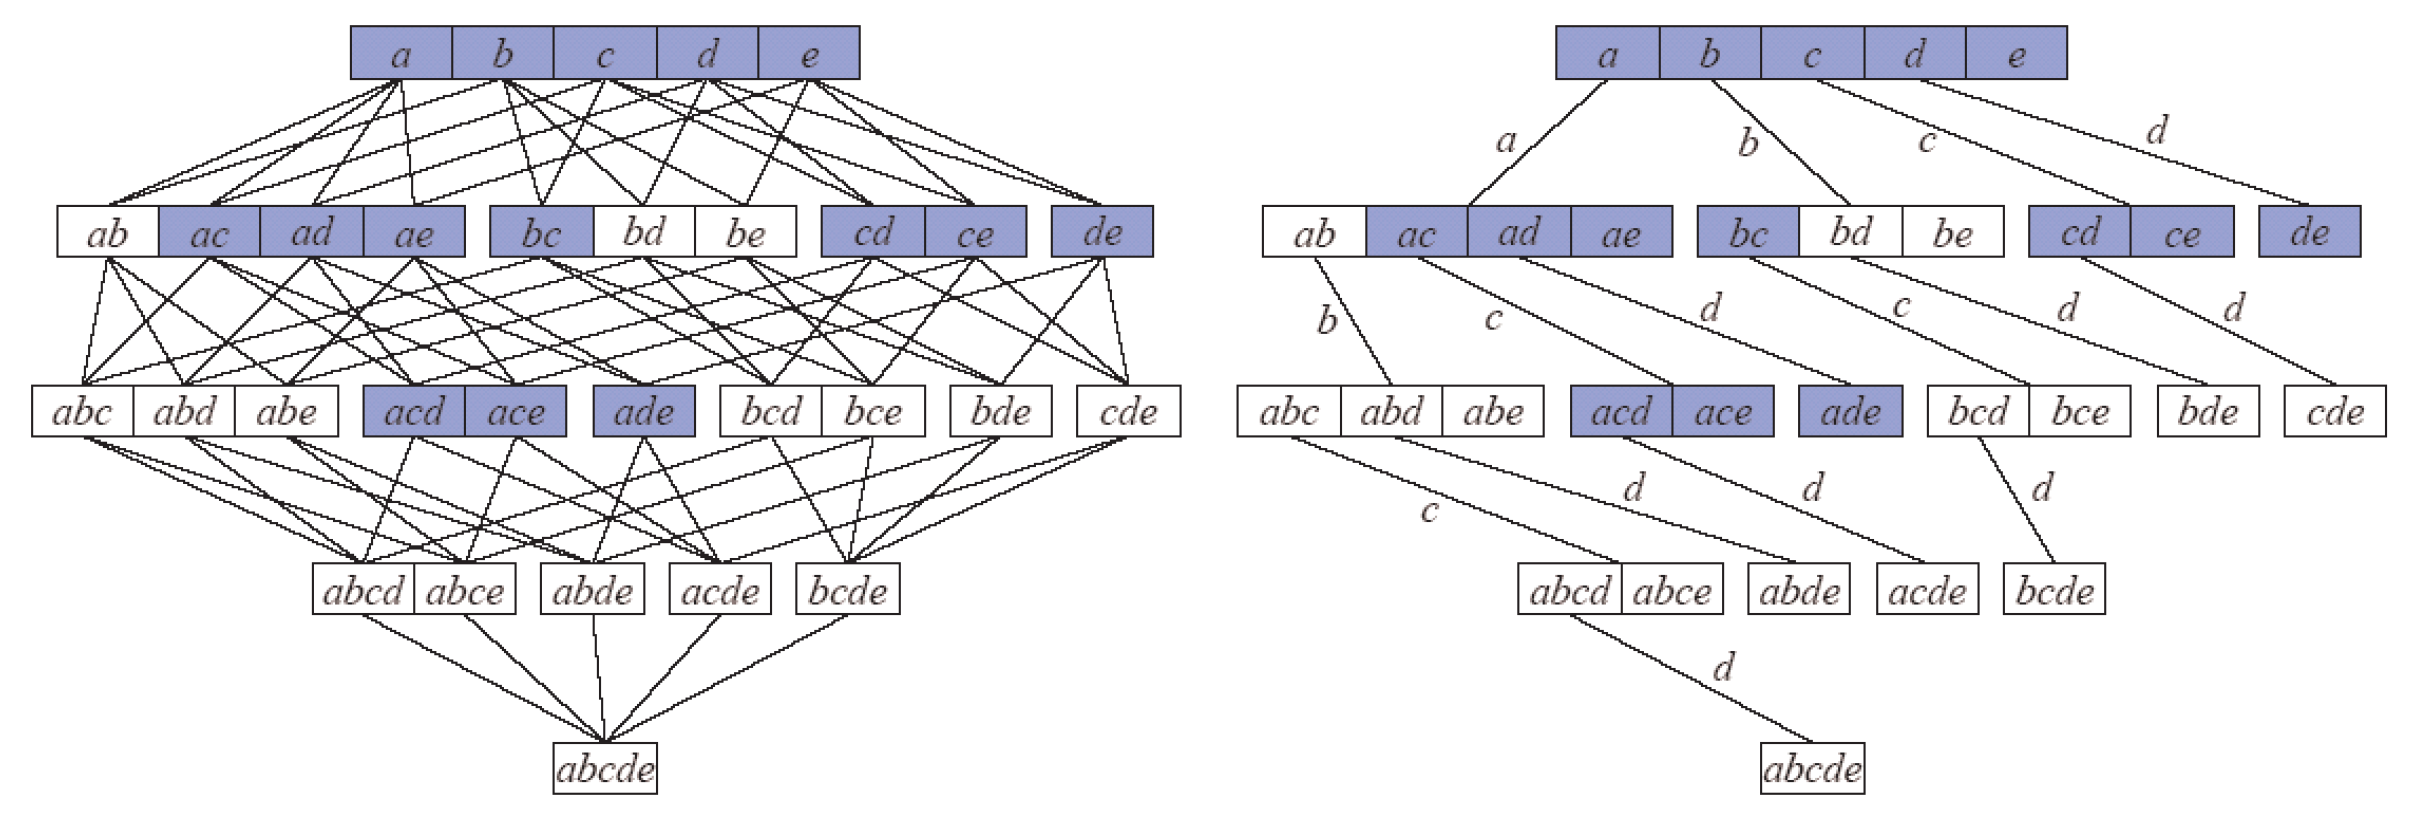 a b c d e
ab ac ad ae bc bd be cd ce de
abc abd abe acd ace ade bcd bce bde cde
abcd abce abde acde bcde
abcde
a b c d e
a b c d
ab ac ad ae bc bd be cd ce de
b c d c d d
abc abd abe acd ace ade bcd bce bde cde
c d d d
abcd abce abde acde bcde
d
abcde